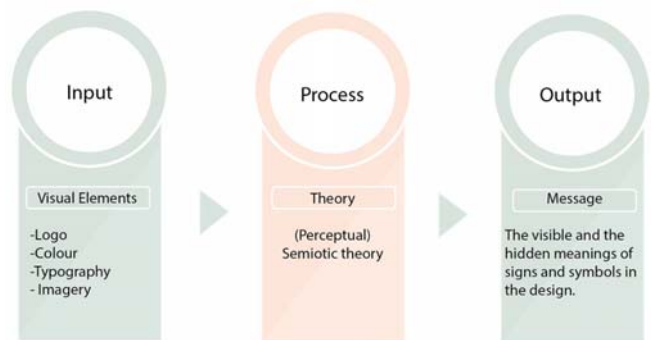 Input
Process
Output
Visual Elements
-Logo
-Colour
-Typography
- Imagery
Theory
(Perceptual)
Semiotic theory
Message
The visible and the
hidden meanings of
signs and symbols in
the design.